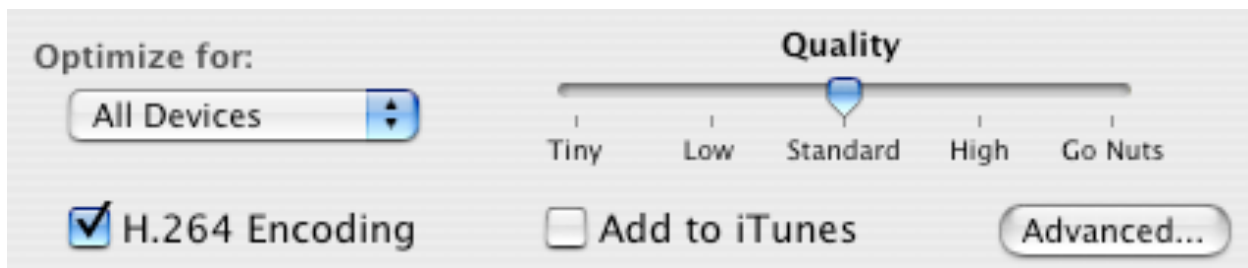 Optimize for:
All Devices
Quality
Tiny Low Standard High Go Nuts
H.264 Encoding
Add to iTunes
Advanced...